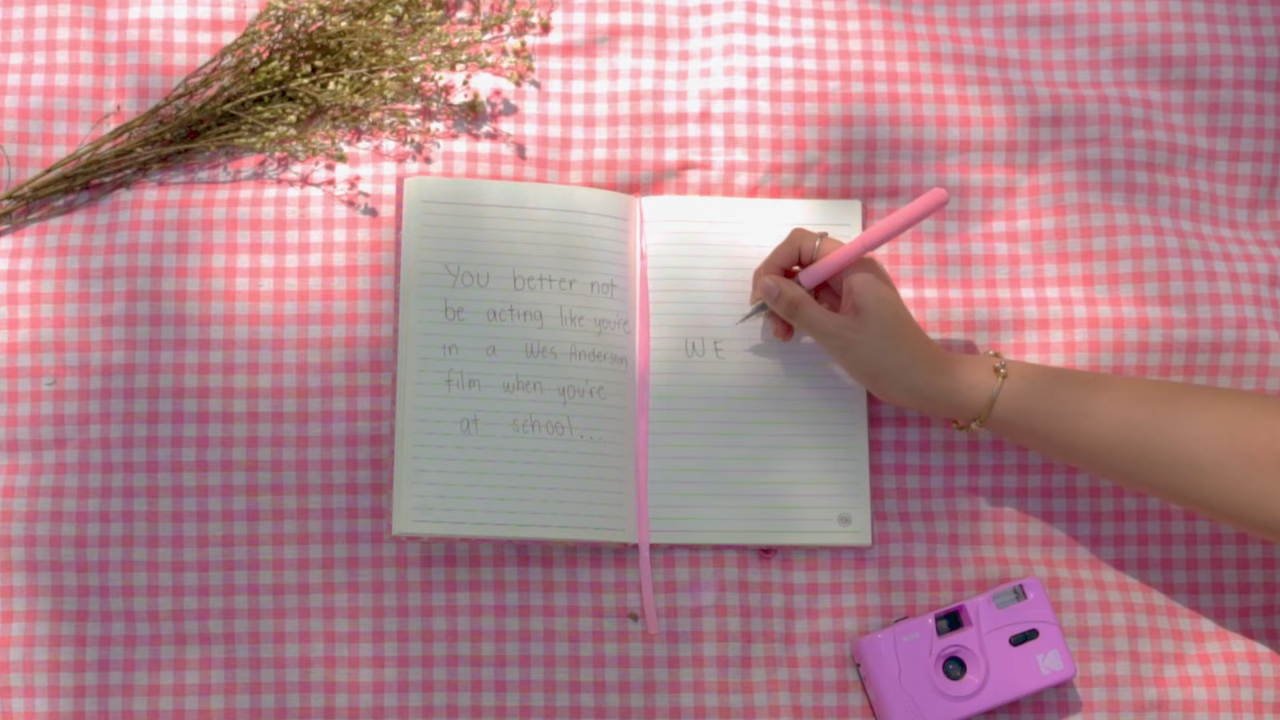 You better not
be acting like you're
in a Wes Anderson
film when you're
at school...
WE